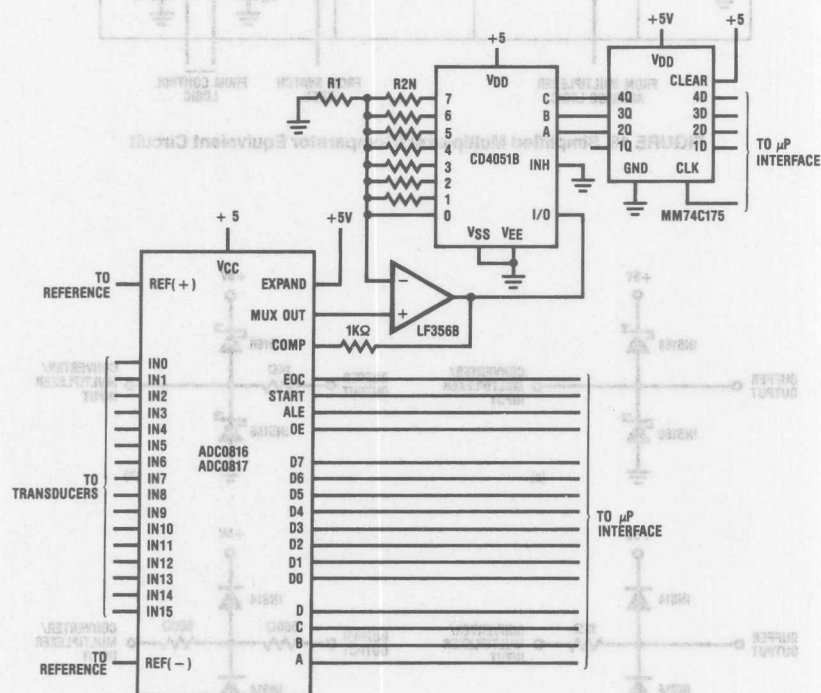 +5V
+5
+5
VDD
VDD
CLEAR
R1
R2N
7
6
5
4
3
2
1
0
C
B
A
CD4051B
INH
I/O
VSS VEE
4Q
3Q
2Q
1Q
4D
3D
2D
1D
GND
CLK
MM74C175
TO µP
INTERFACE
+ 5
+5V
VCC
TO
REFERENCE
REF(+)
EXPAND
MUX OUT
COMP
−
+
LF356B
1KΩ
IN0
IN1
IN2
IN3
IN4
IN5
IN6
IN7
IN8
IN9
IN10
IN11
IN12
IN13
IN14
IN15
TO
TRANSDUCERS
ADC0816
ADC0817
EOC
START
ALE
OE
D7
D6
D5
D4
D3
D2
D1
D0
D
C
B
A
TO µP
INTERFACE
TO
REFERENCE
REF(−)